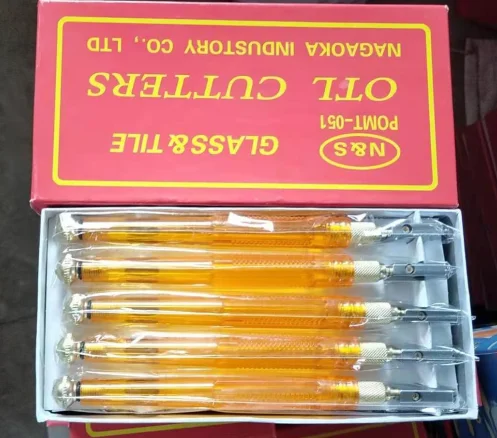 N&S GLASS&TILE
POMT-051
OTL CUTTERS
NAGAOKA INDUSTORY CO., LTD